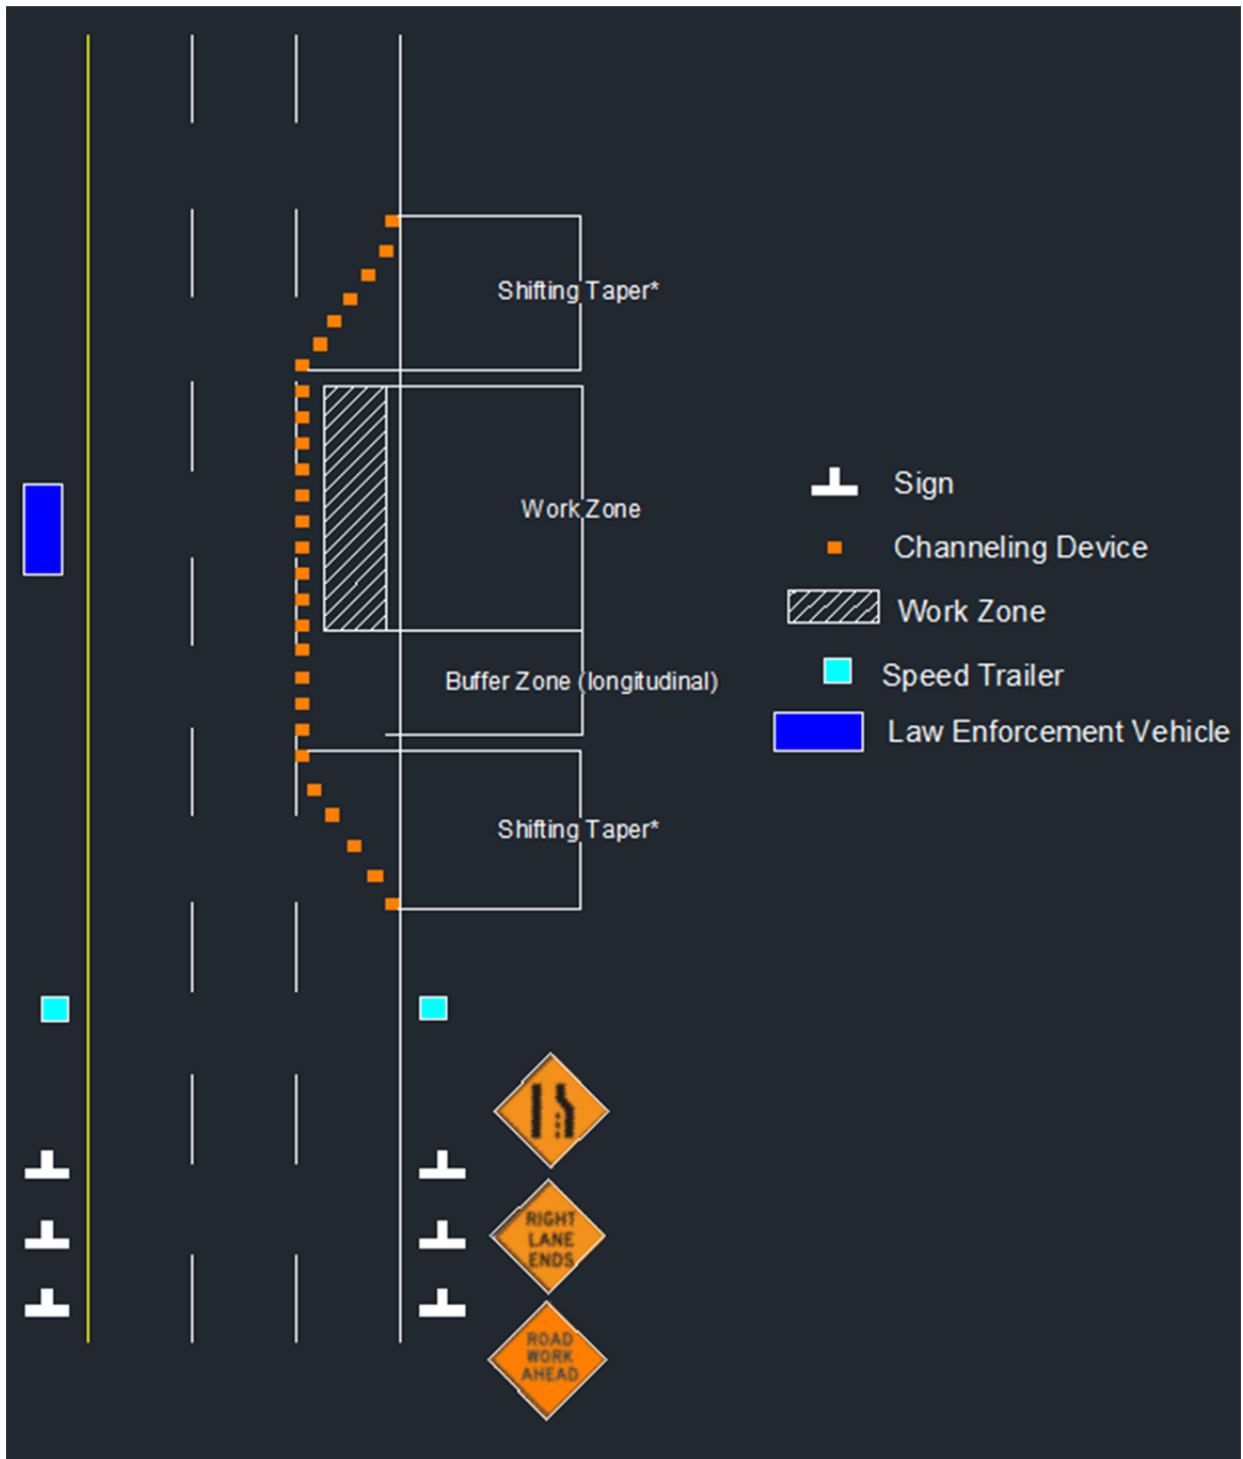 Shifting Taper*
Work Zone
Sign
Channeling Device
Work Zone
Buffer Zone (longitudinal)
Speed Trailer
Law Enforcement Vehicle
Shifting Taper*
RIGHT
LANE
ENDS
ROAD
WORK
AHEAD